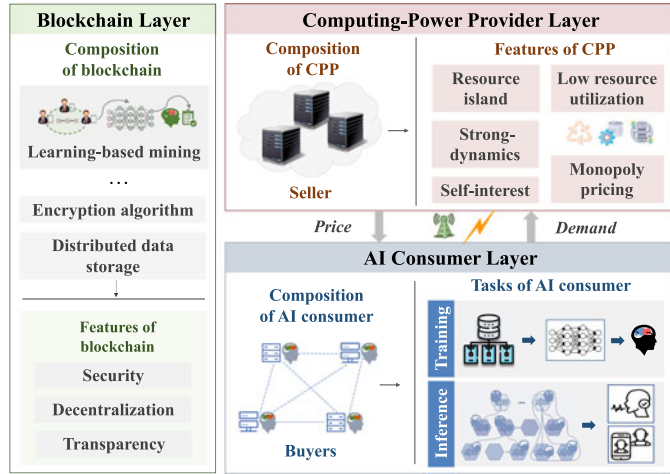 Blockchain Layer
Composition
of blockchain
Learning-based mining
...
Encryption algorithm
Distributed data
storage
Features of
blockchain
Security
Decentralization
Transparency
Computing-Power Provider Layer
Composition
of CPP
Seller
Features of CPP
Resource
island
Low resource
utilization
Strong-
dynamics
Self-interest
Monopoly
pricing
Price
Demand
AI Consumer Layer
Composition
of AI consumer
Buyers
Tasks of AI consumer
Training
Inference
...